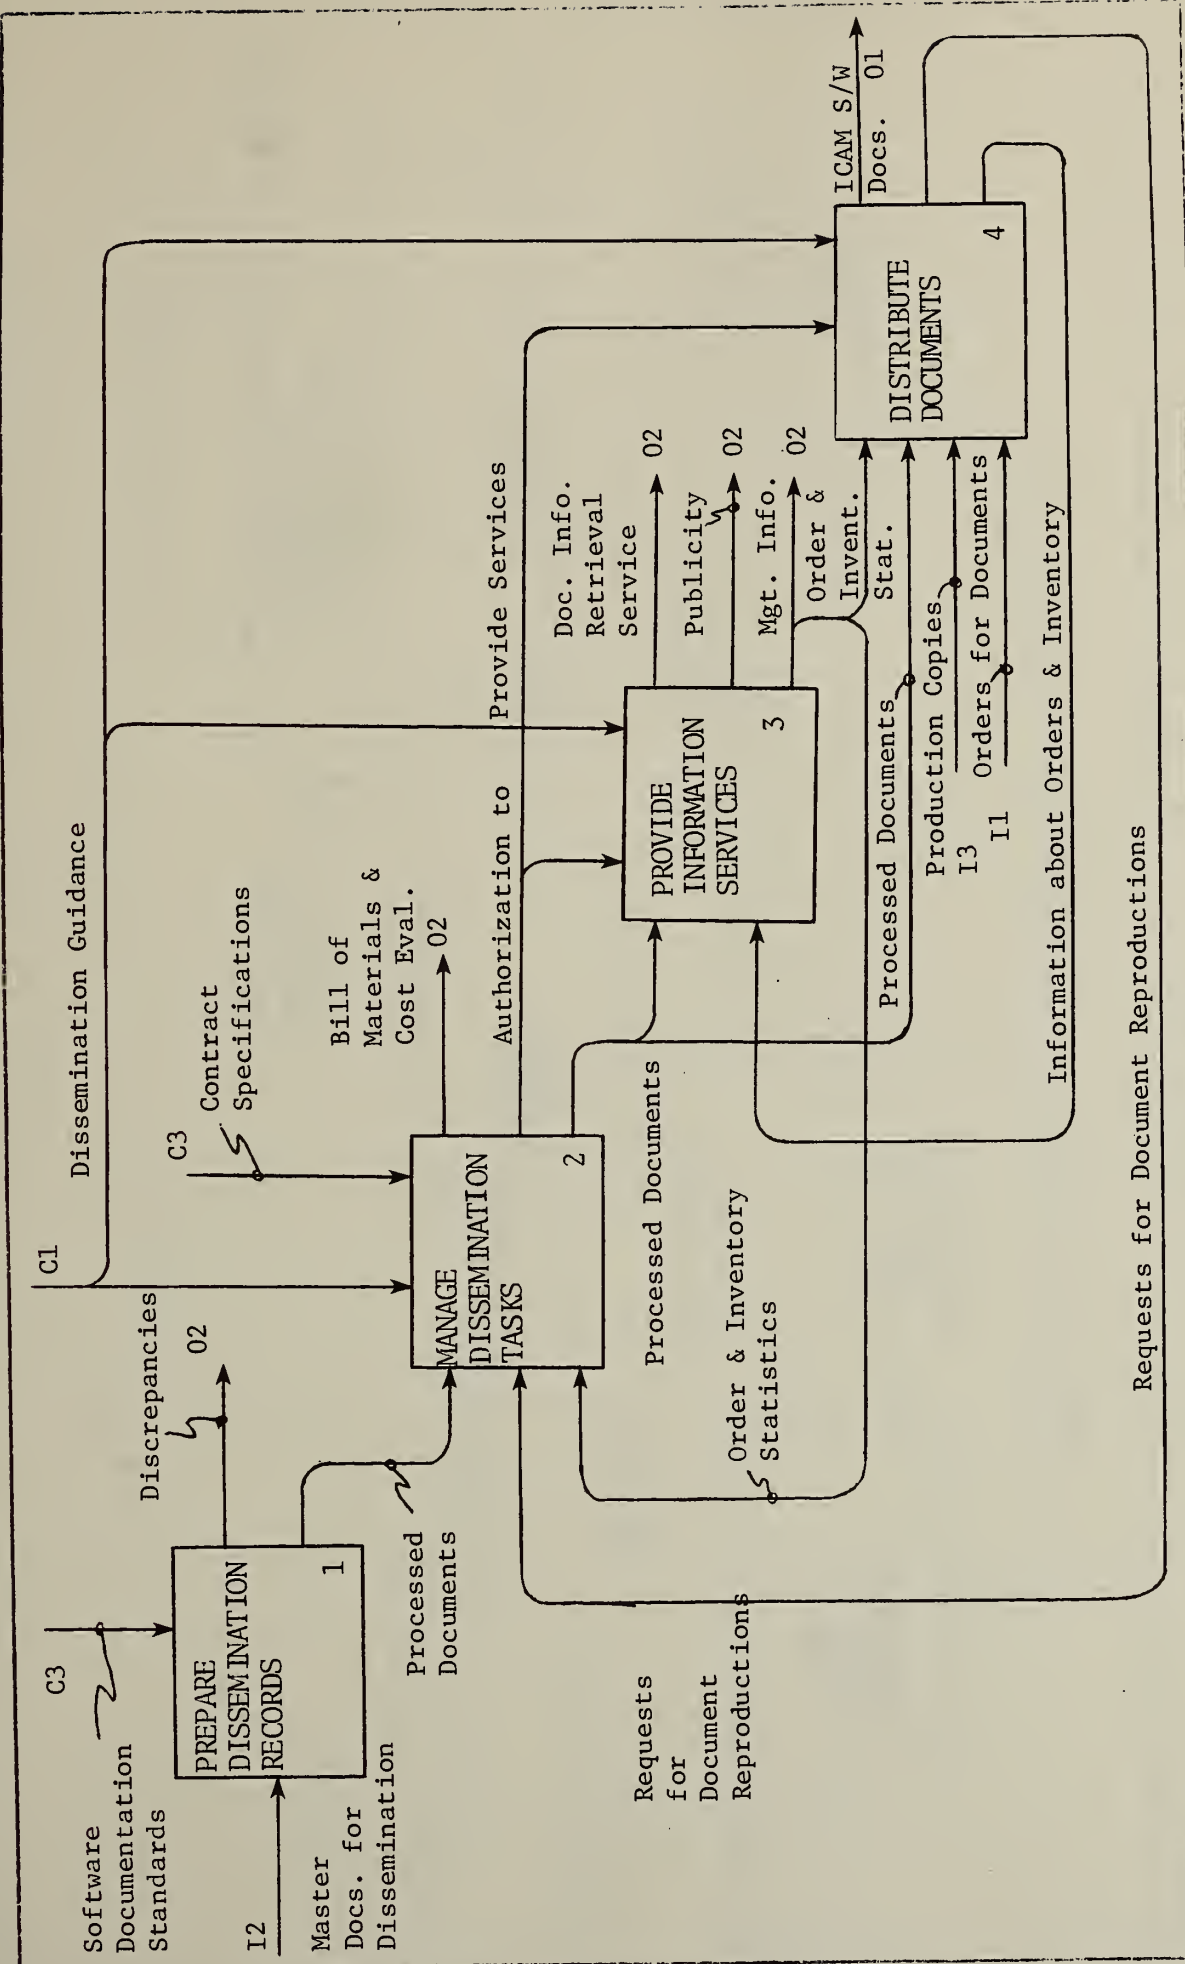 C3
Software
Documentation
Standards
I2
Master
Docs. for
Dissemination
PREPARE
DISSEMINATION
RECORDS
1
Discrepancies
O2
Processed
Documents
C1
Dissemination Guidance
C3
Contract
Specifications
MANAGE
DISSEMINATION
TASKS
2
Bill of
Materials &
Cost Eval.
O2
Authorization to Provide Services
Processed Documents
Order & Inventory
Statistics
Requests
for
Document
Reproductions
PROVIDE
INFORMATION
SERVICES
3
Doc. Info.
Retrieval
Service
O2
Publicity
O2
Mgt. Info.
O2
Order &
Invent.
Stat.
Processed Documents
Production Copies
I3
Orders for Documents
I1
Information about Orders & Inventory
Requests for Document Reproductions
DISTRIBUTE
DOCUMENTS
4
ICAM S/W
Docs. O1